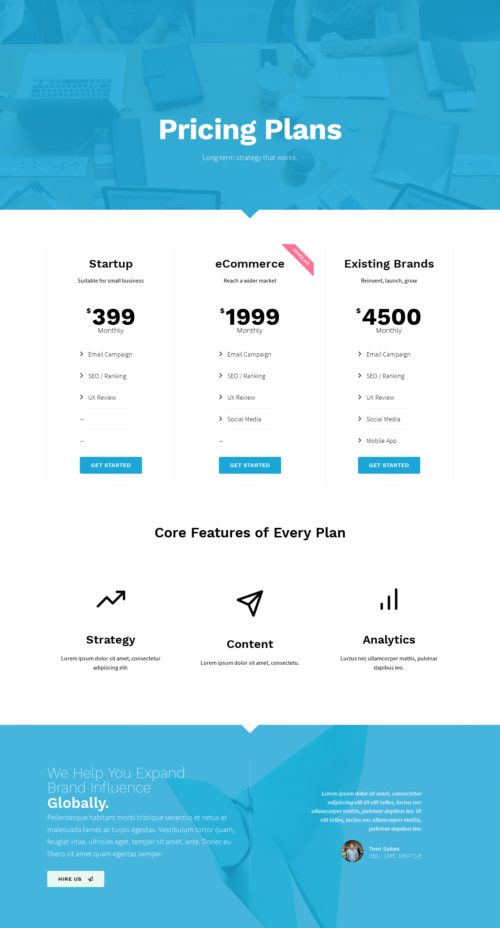 Pricing Plans
Long-term strategy that works.
FINANCIAL CRISIS
Startup
Suitable for small business
$399
Monthly
Email Campaign
SEO / Ranking
UX Review
–
–
GET STARTED
POPULAR
eCommerce
Reach a wider market
$1999
Monthly
Email Campaign
SEO / Ranking
UX Review
Social Media
–
GET STARTED
Existing Brands
Reinvent, launch, grow
$4500
Monthly
Email Campaign
SEO / Ranking
UX Review
Social Media
Mobile App
GET STARTED
Core Features of Every Plan
Strategy
Lorem ipsum dolor sit amet, consectetur
adipiscing elit.
Content
Lorem ipsum dolor sit amet, consectetu.
Analytics
Luctus nec ullamcorper mattis, pulvinar
dapibus leo.
We Help You Expand
Brand Influence
Globally.
Pellentesque habitant morbi tristique senectus et netus et
malesuada fames ac turpis egestas. Vestibulum tortor quam,
feugiat vitae, ultricies eget, tempor sit amet, ante. Donec eu
libero sit amet quam egestas semper.
HIRE US
Lorem ipsum dolor sit amet, consectetur
adipiscing elit.Ut elit tellus, luctus nec
ullamcorper mattis, pulvinar dapibus leo. Ut
elit tellus, luctus nec ullamcorper mattis,
pulvinar dapibus leo.
Tom Sykes
CEO, CORE CREATIVE